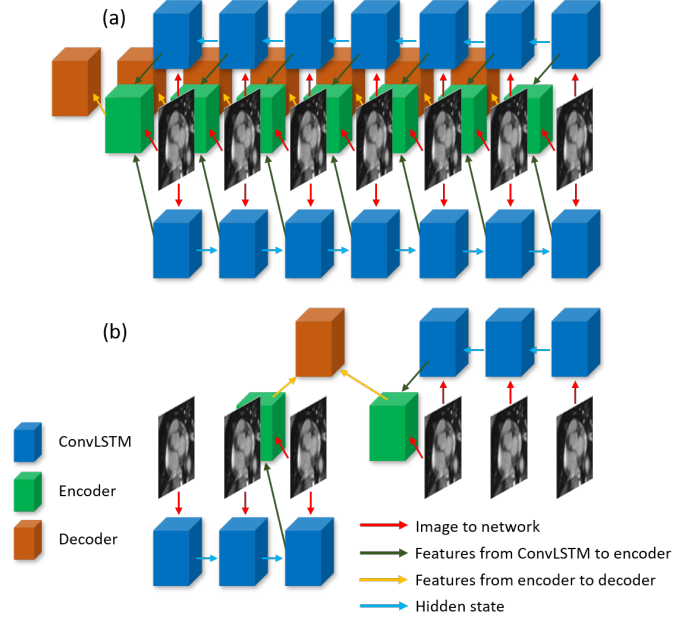 (a)
(b)
ConvLSTM
Encoder
Decoder
Image to network
Features from ConvLSTM to encoder
Features from encoder to decoder
Hidden state